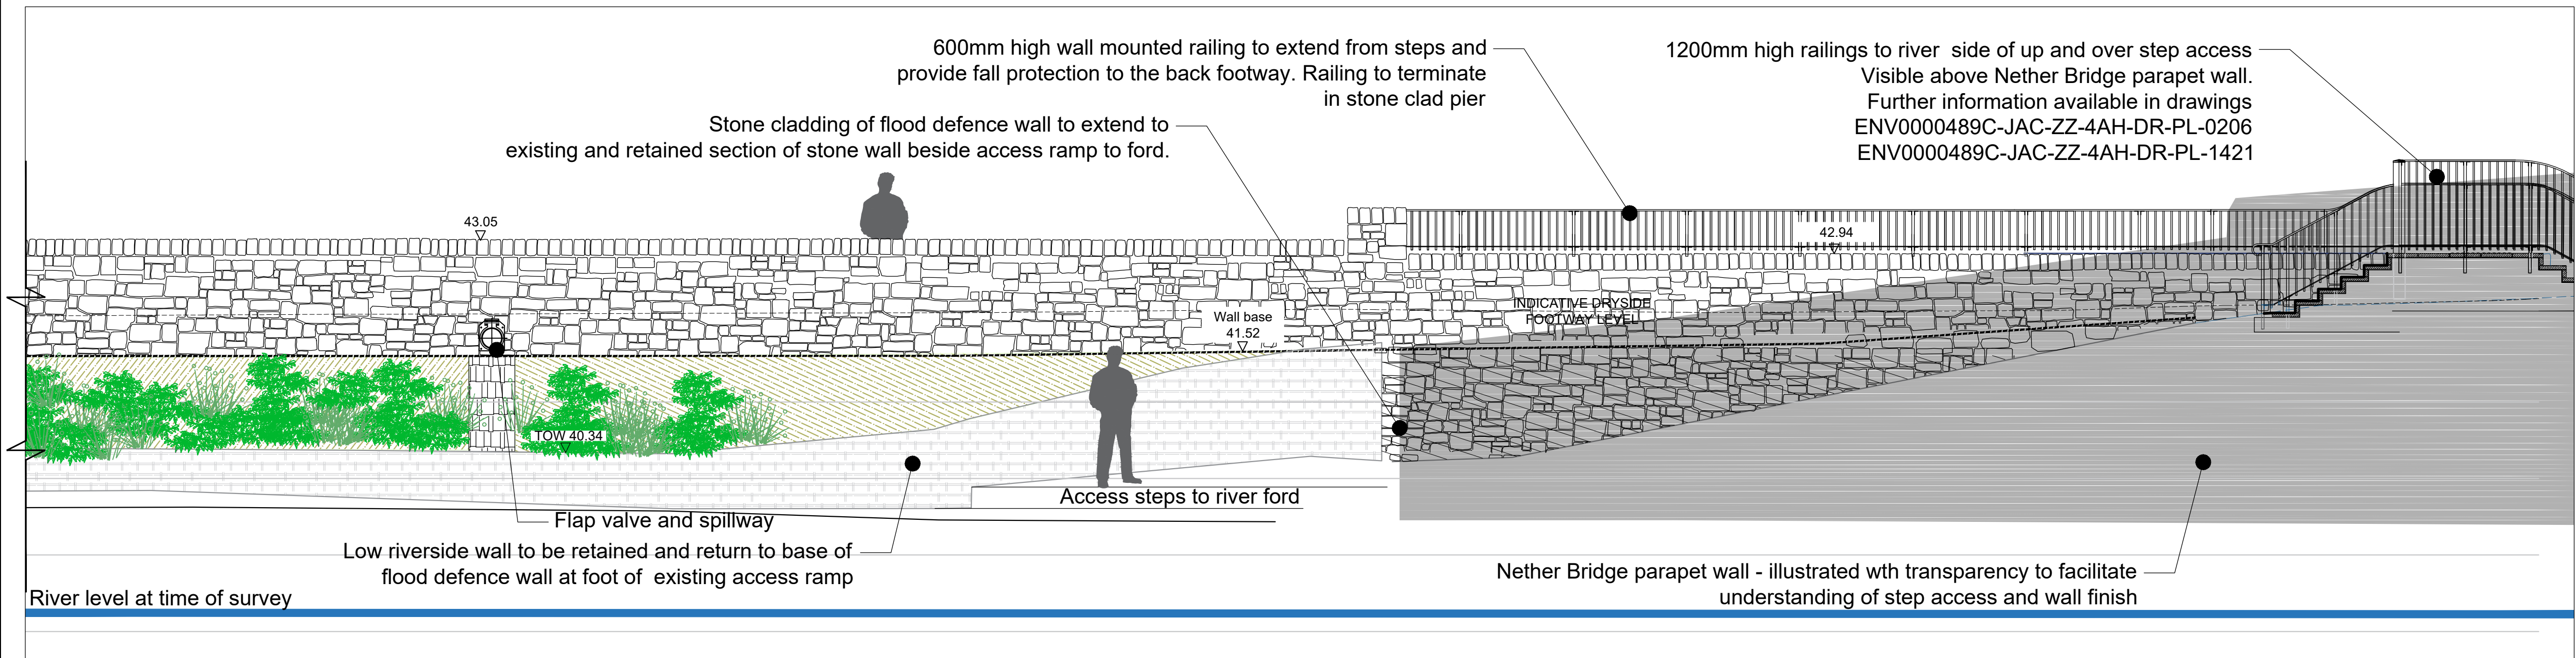 600mm high wall mounted railing to extend from steps and
provide fall protection to the back footway. Railing to terminate
in stone clad pier
1200mm high railings to river side of up and over step access
Visible above Nether Bridge parapet wall.
Further information available in drawings
ENV0000489C-JAC-ZZ-4AH-DR-PL-0206
ENV0000489C-JAC-ZZ-4AH-DR-PL-1421
Stone cladding of flood defence wall to extend to
existing and retained section of stone wall beside access ramp to ford.
43.05
42.94
INDICATIVE DRYSIDE
FOOTWAY LEVEL
Wall base
41.52
TOW 40.34
Access steps to river ford
Flap valve and spillway
Low riverside wall to be retained and return to base of
flood defence wall at foot of existing access ramp
Nether Bridge parapet wall - illustrated wth transparency to facilitate
understanding of step access and wall finish
River level at time of survey